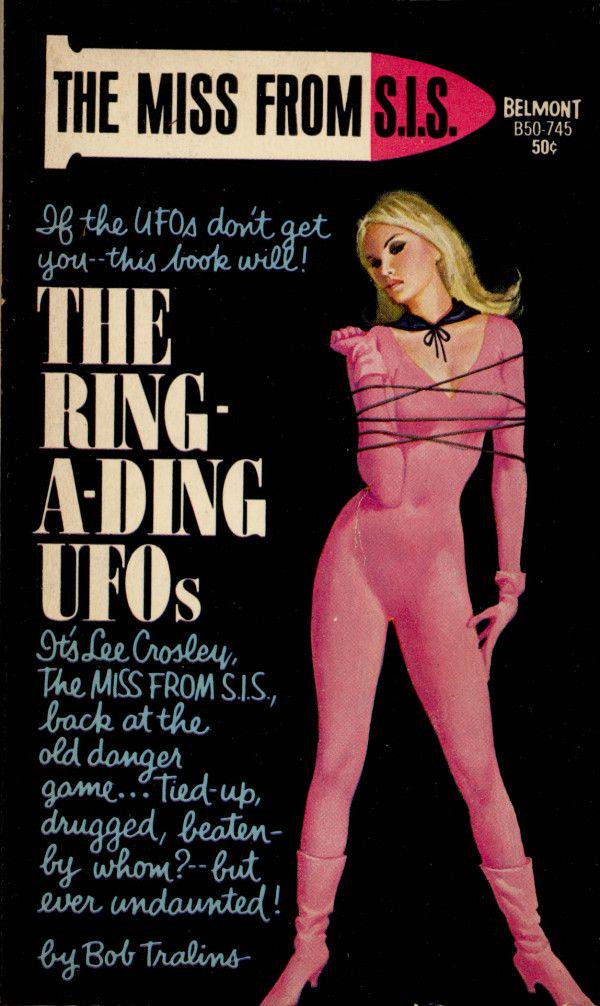 THE MISS FROM S.I.S.
BELMONT
B50-745
50¢
If the UFOs don't get
you--this book will!
THE
RING-
A-DING
UFOs
It's Lee Crosley,
The MISS FROM S.I.S.,
back at the
old danger
game... Tied-up,
drugged, beaten-
by whom?--but
ever undaunted!
by Bob Tralins